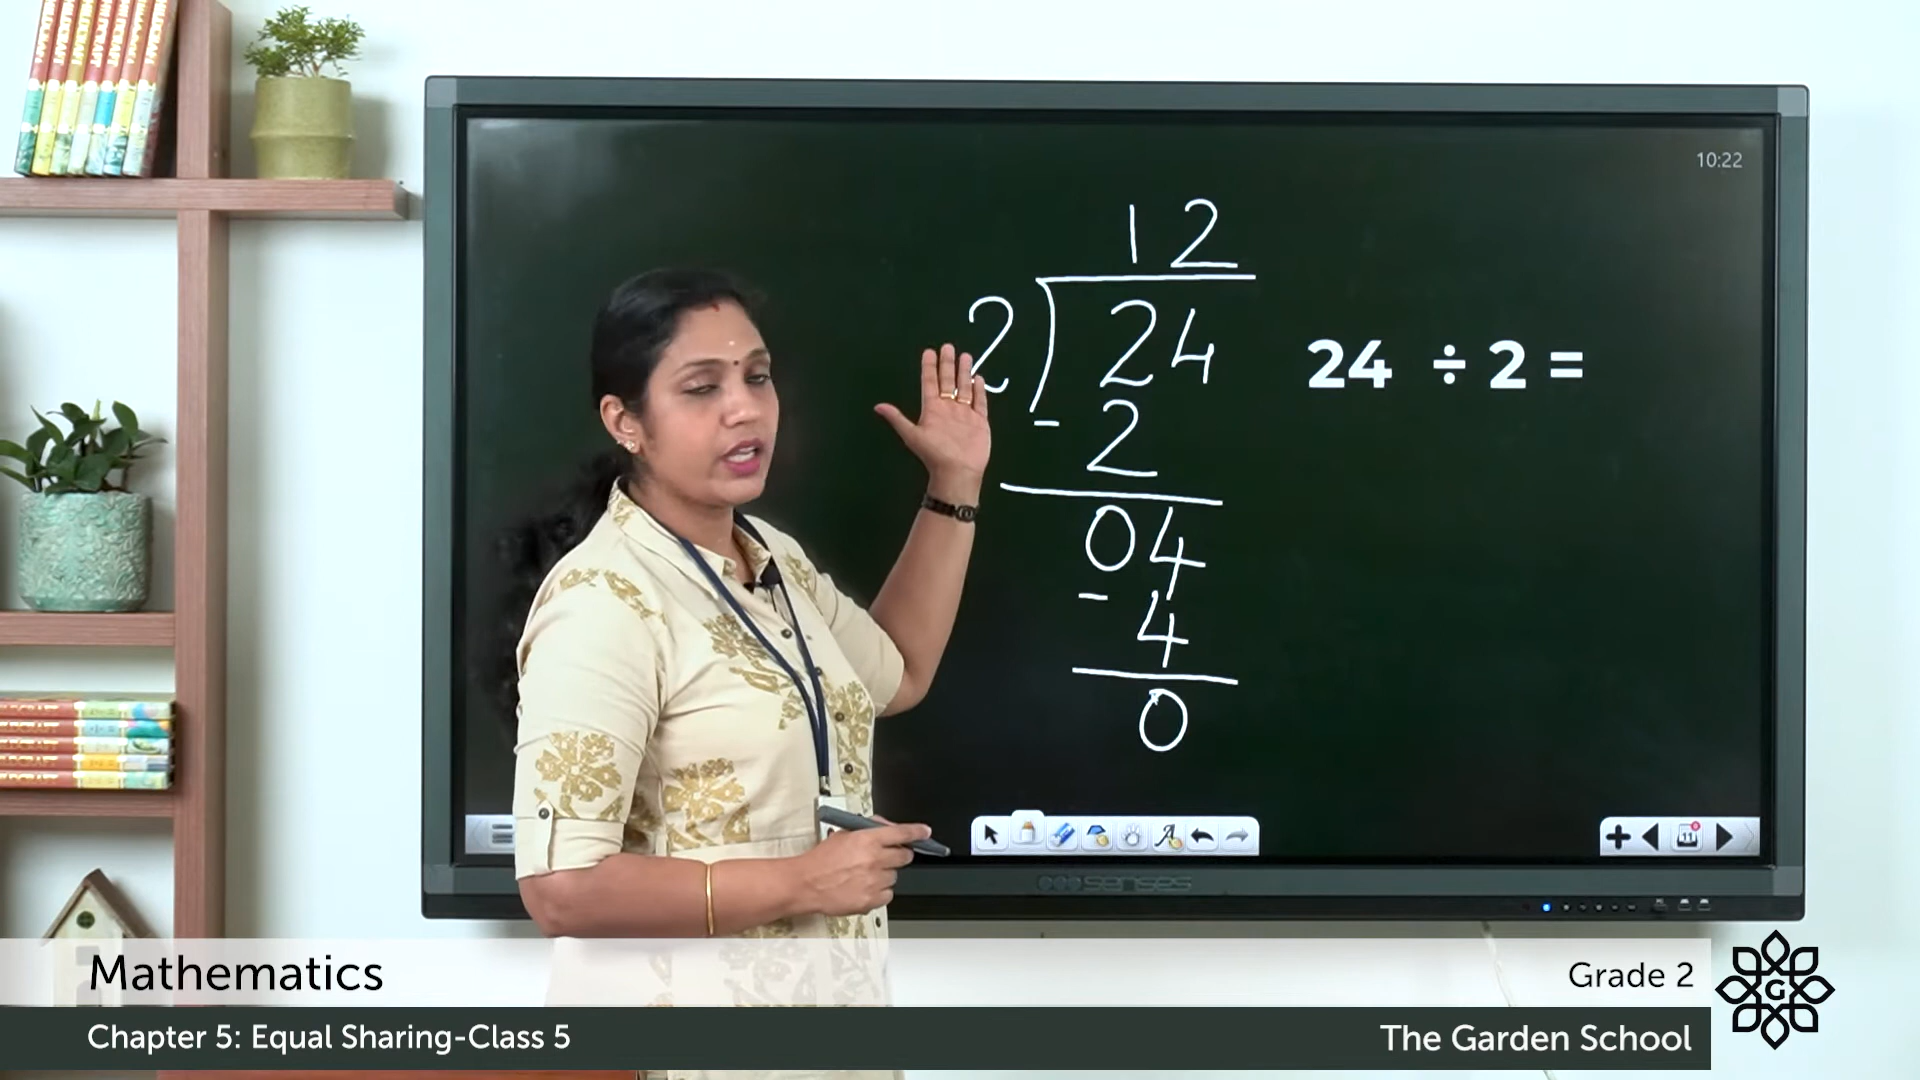 10:22
12
2 24
24 ÷ 2 =
- 2
04
- 4
0
senses
Mathematics
Grade 2
Chapter 5: Equal Sharing-Class 5
The Garden School
G